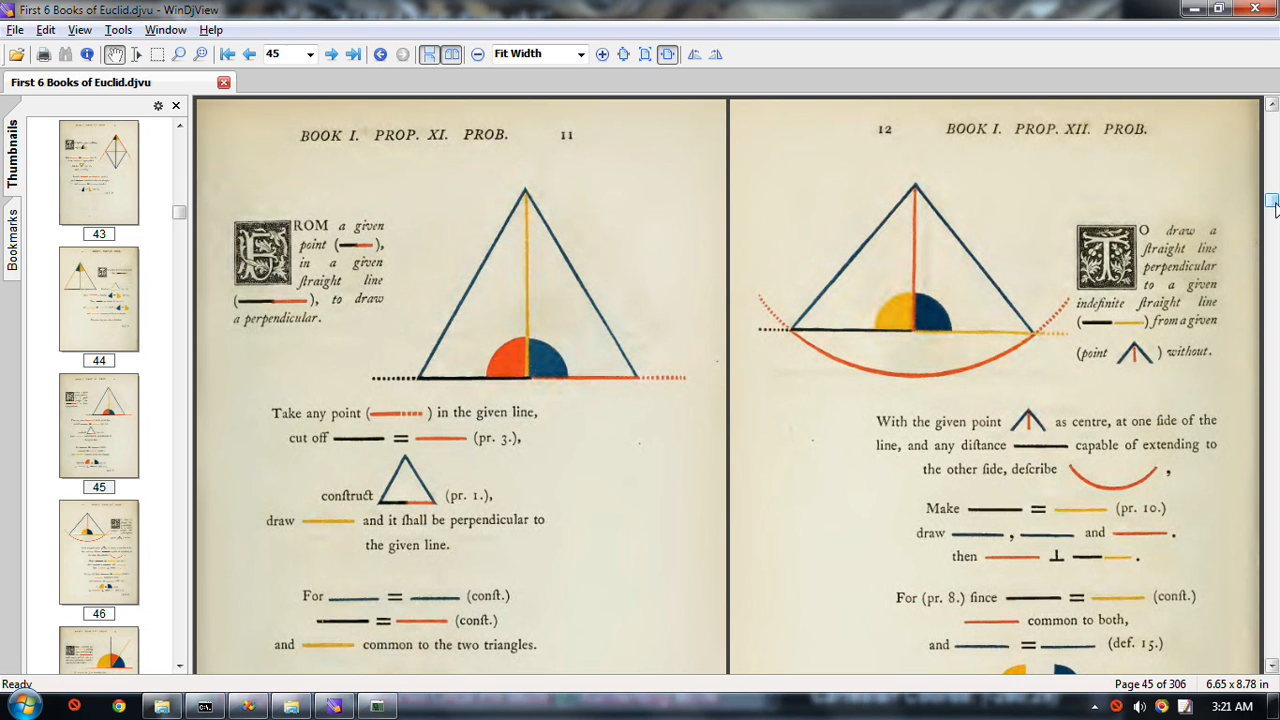 First 6 Books of Euclid.djvu - WinDjView
File Edit View Tools Window Help
45 Fit Width
First 6 Books of Euclid.djvu
Thumbnails
Bookmarks
43
44
45
46
BOOK I. PROP. XI. PROB. 11
FROM a given
point ( ),
in a given
ſtraight line
( ), to draw
a perpendicular.
Take any point ( ) in the given line,
cut off = (pr. 3.),
conſtruct (pr. 1.),
draw and it ſhall be perpendicular to
the given line.
For = (conſt.)
= (conſt.)
and common to the two triangles.
12 BOOK I. PROP. XII. PROB.
TO draw a
ſtraight line
perpendicular
to a given
indefinite ſtraight line
( ) from a given
(point ) without.
With the given point as centre, at one ſide of the
line, and any diſtance capable of extending to
the other ſide, deſcribe ,
Make = (pr. 10.)
draw , and .
then ⊥ .
For (pr. 8.) ſince = (conſt.)
common to both,
and = (def. 15.)
Ready
Page 45 of 306 6.65 x 8.78 in
3:21 AM